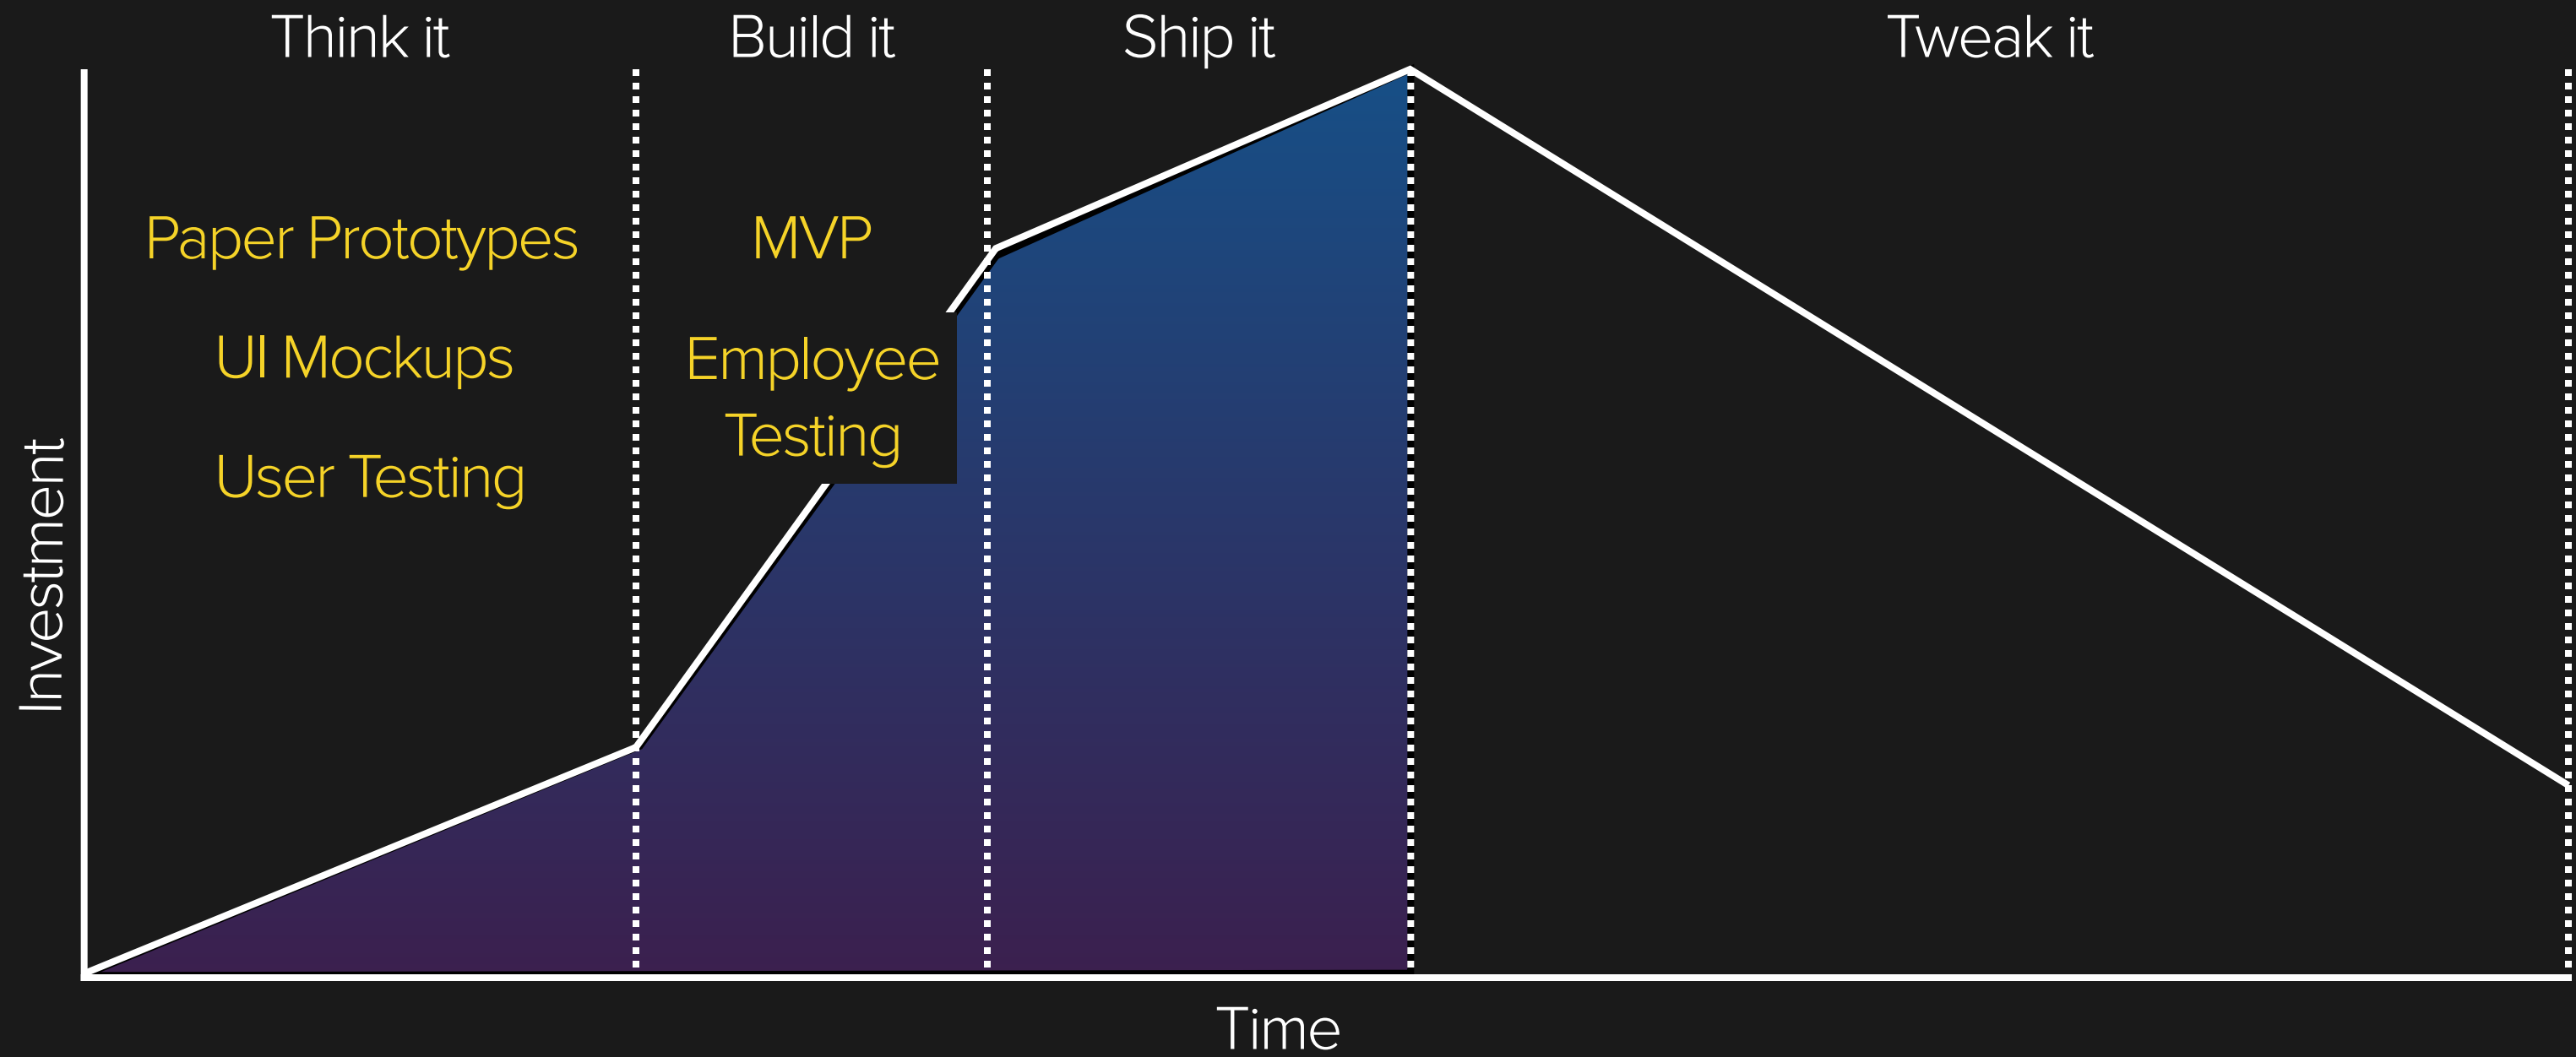 Think it
Build it
Ship it
Tweak it
Paper Prototypes
UI Mockups
User Testing
MVP
Employee
Testing
Investment
Time